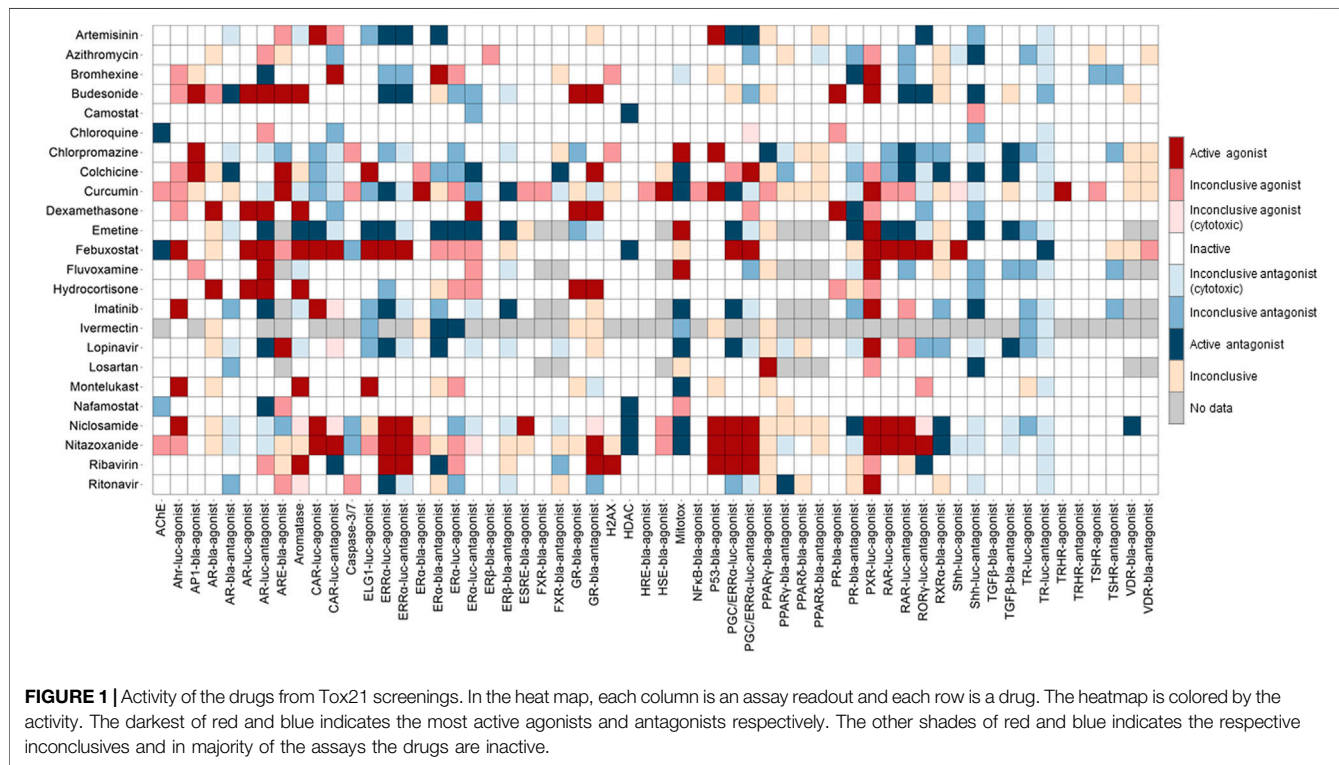 Artemisinin
Azithromycin
Bromhexine
Budesonide
Camostat
Chloroquine
Chlorpromazine
Colchicine
Curcumin
Dexamethasone
Emetine
Febuxostat
Fluvoxamine
Hydrocortisone
Imatinib
Ivermectin
Lopinavir
Losartan
Montelukast
Nafamostat
Niclosamide
Nitazoxanide
Ribavirin
Ritonavir
AChE
Ahr-luc-agonist
AP1-bla-agonist
AR-bla-agonist
AR-bla-antagonist
AR-luc-agonist
AR-luc-antagonist
ARE-bla-agonist
Aromatase
CAR-luc-agonist
CAR-luc-antagonist
Caspase-3/7
ELG1-luc-agonist
ERRα-luc-agonist
ERRα-luc-antagonist
ERα-bla-agonist
ERα-bla-antagonist
ERα-luc-agonist
ERα-luc-antagonist
ERβ-bla-agonist
ERβ-bla-antagonist
ESRE-bla-agonist
FXR-bla-agonist
FXR-bla-antagonist
GR-bla-agonist
GR-bla-antagonist
H2AX
HDAC
HRE-bla-agonist
HSE-bla-agonist
Mitotox
NFκB-bla-agonist
P53-bla-agonist
PGC/ERRα-luc-agonist
PGC/ERRα-luc-antagonist
PPARγ-bla-agonist
PPARγ-bla-antagonist
PPARδ-bla-agonist
PPARδ-bla-antagonist
PR-bla-agonist
PR-bla-antagonist
PXR-luc-agonist
RAR-luc-agonist
RAR-luc-antagonist
RORγ-luc-antagonist
RXRα-bla-agonist
Shh-luc-agonist
Shh-luc-antagonist
TGFβ-bla-agonist
TGFβ-bla-antagonist
TR-luc-agonist
TR-luc-antagonist
TRHR-agonist
TRHR-antagonist
TSHR-agonist
TSHR-antagonist
VDR-bla-agonist
VDR-bla-antagonist
Active agonist
Inconclusive agonist
Inconclusive agonist
(cytotoxic)
Inactive
Inconclusive antagonist
(cytotoxic)
Inconclusive antagonist
Active antagonist
Inconclusive
No data
FIGURE 1 | Activity of the drugs from Tox21 screenings. In the heat map, each column is an assay readout and each row is a drug. The heatmap is colored by the
activity. The darkest of red and blue indicates the most active agonists and antagonists respectively. The other shades of red and blue indicates the respective
inconclusives and in majority of the assays the drugs are inactive.